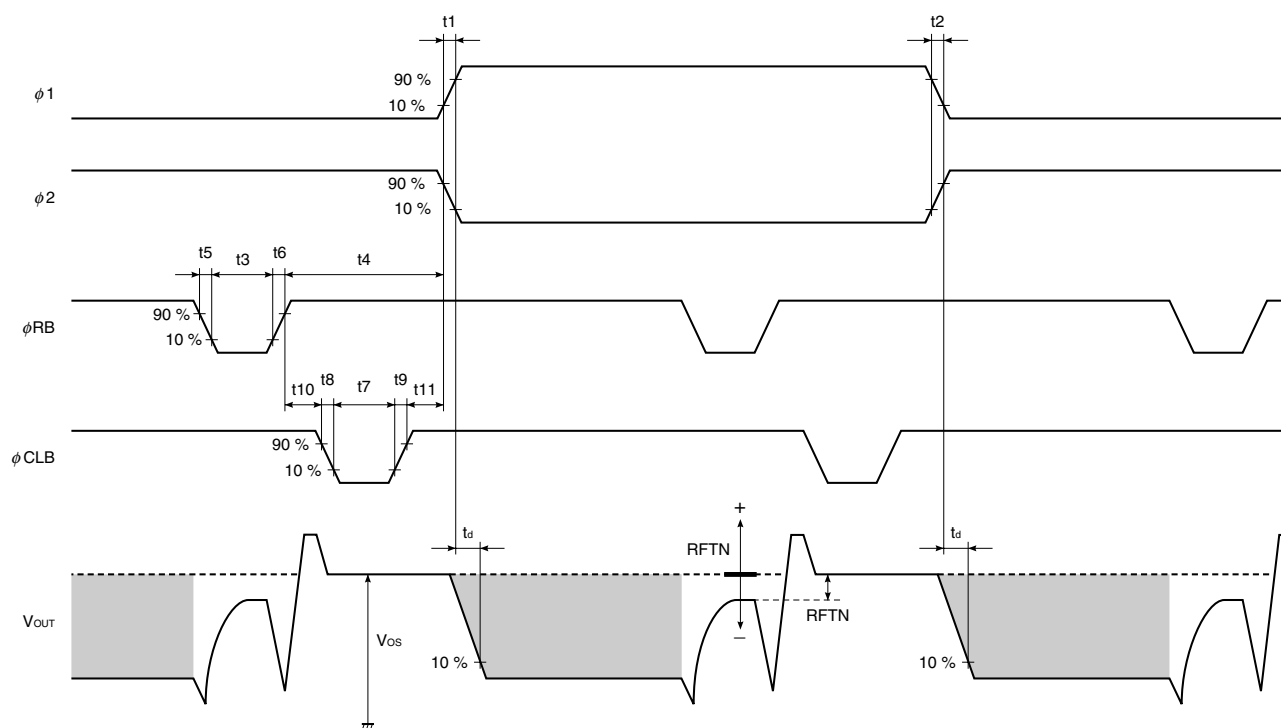 t1 t2
90 %
ϕ1
10 %
90 %
ϕ2
10 %
t5 t3 t6 t4
90 %
ϕRB
10 %
t10 t8 t7 t9 t11
90 %
ϕCLB
10 %
+
td RFTN td
VOUT VOS − RFTN
10 % 10 %